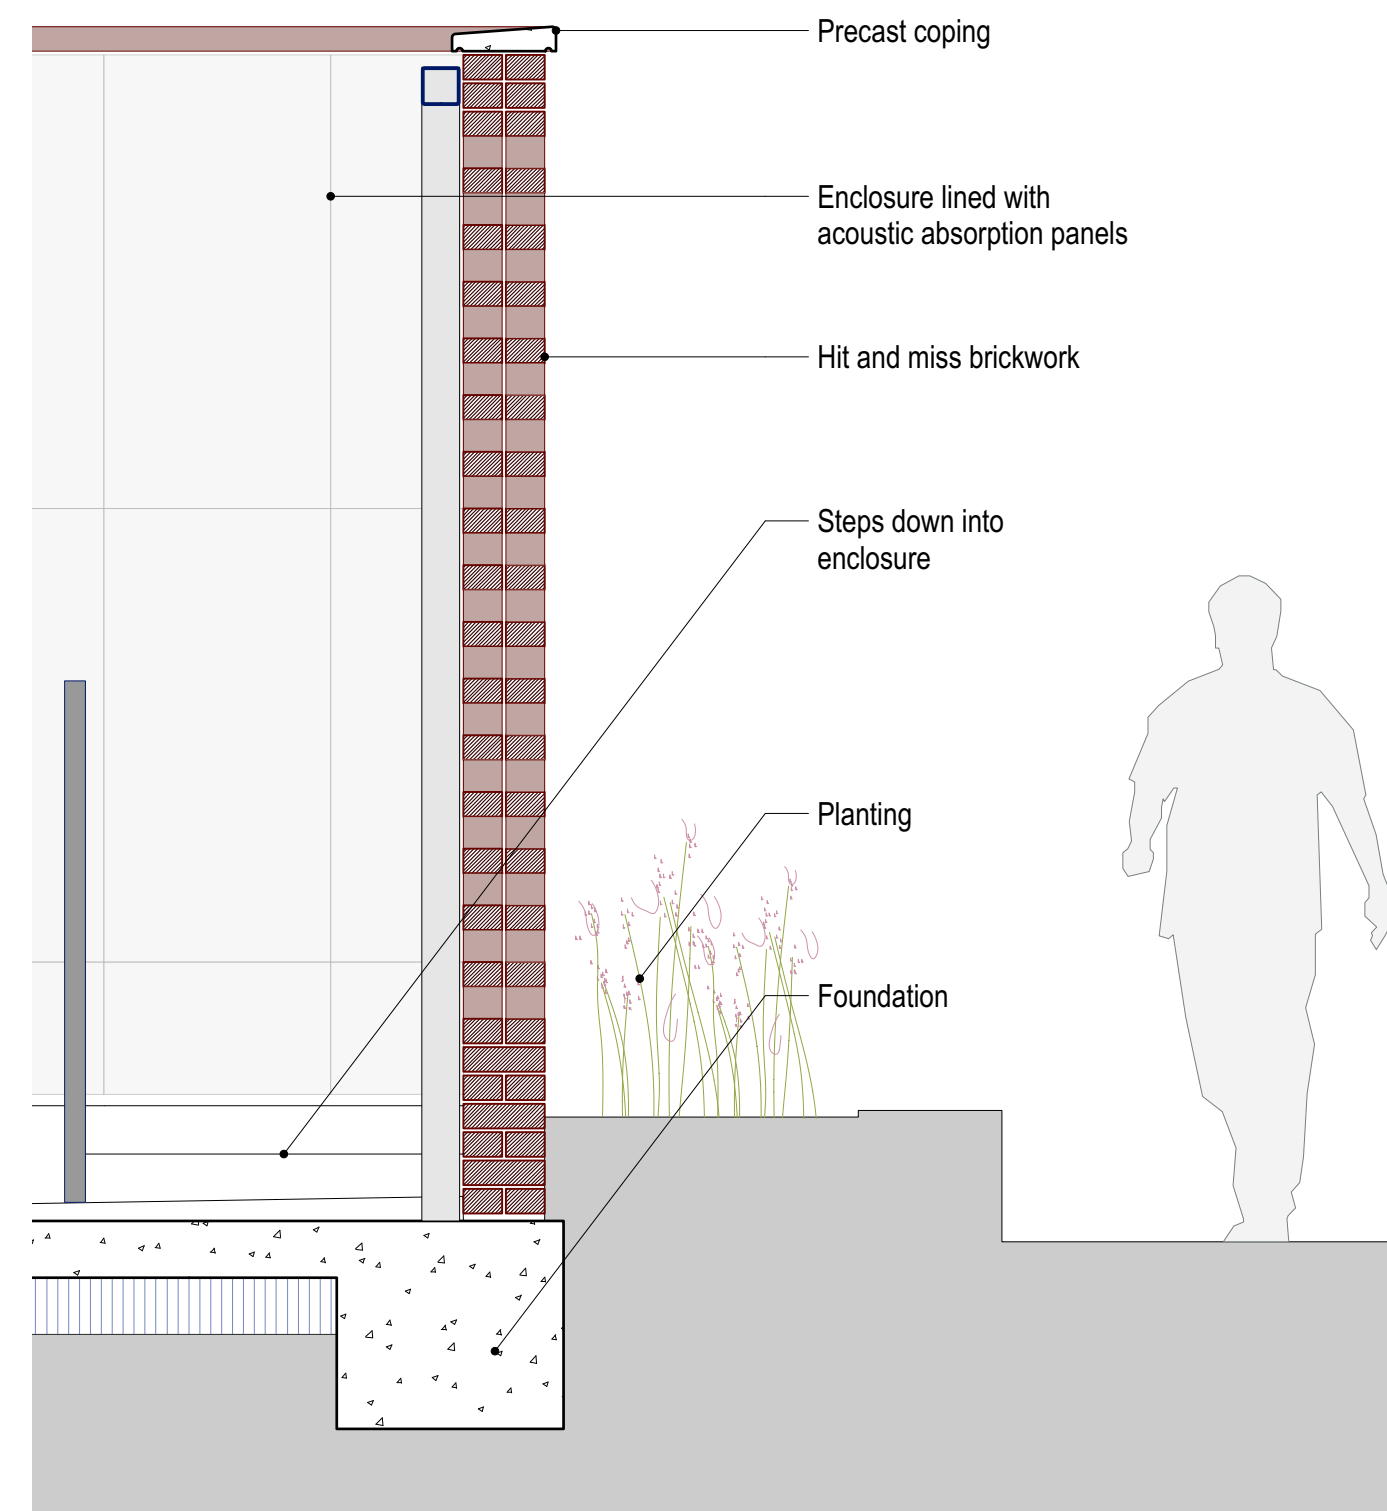 Precast coping
Enclosure lined with
acoustic absorption panels
Hit and miss brickwork
Steps down into
enclosure
Planting
Foundation